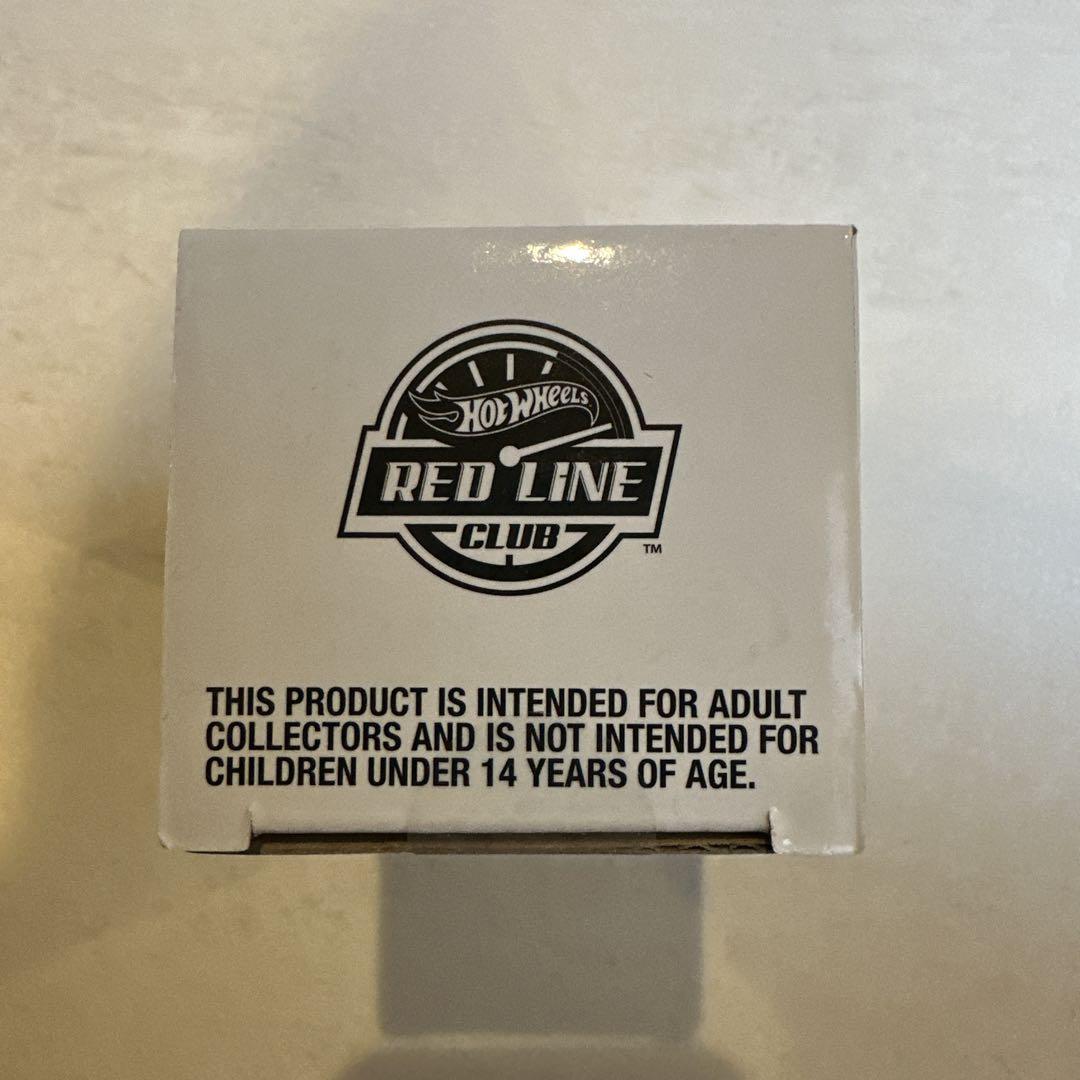 HOT WHEELS
RED LINE
CLUB
TM
THIS PRODUCT IS INTENDED FOR ADULT
COLLECTORS AND IS NOT INTENDED FOR
CHILDREN UNDER 14 YEARS OF AGE.